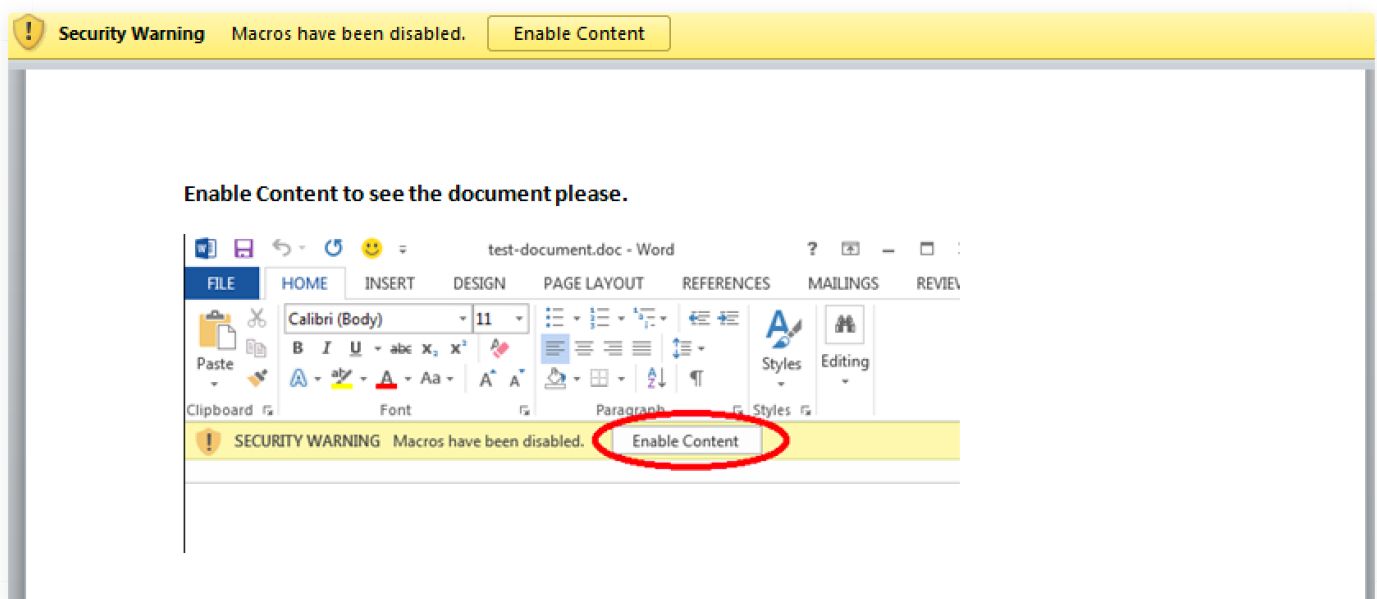 Security Warning Macros have been disabled. Enable Content
Enable Content to see the document please.
test-document.doc - Word ?
FILE HOME INSERT DESIGN PAGE LAYOUT REFERENCES MAILINGS REVIEV
Calibri (Body) 11
B I U abc X₂ X²
Paste
A aby A Aa A A A Z ¶
Styles Editing
Clipboard Font Paragraph Styles
SECURITY WARNING Macros have been disabled. Enable Content